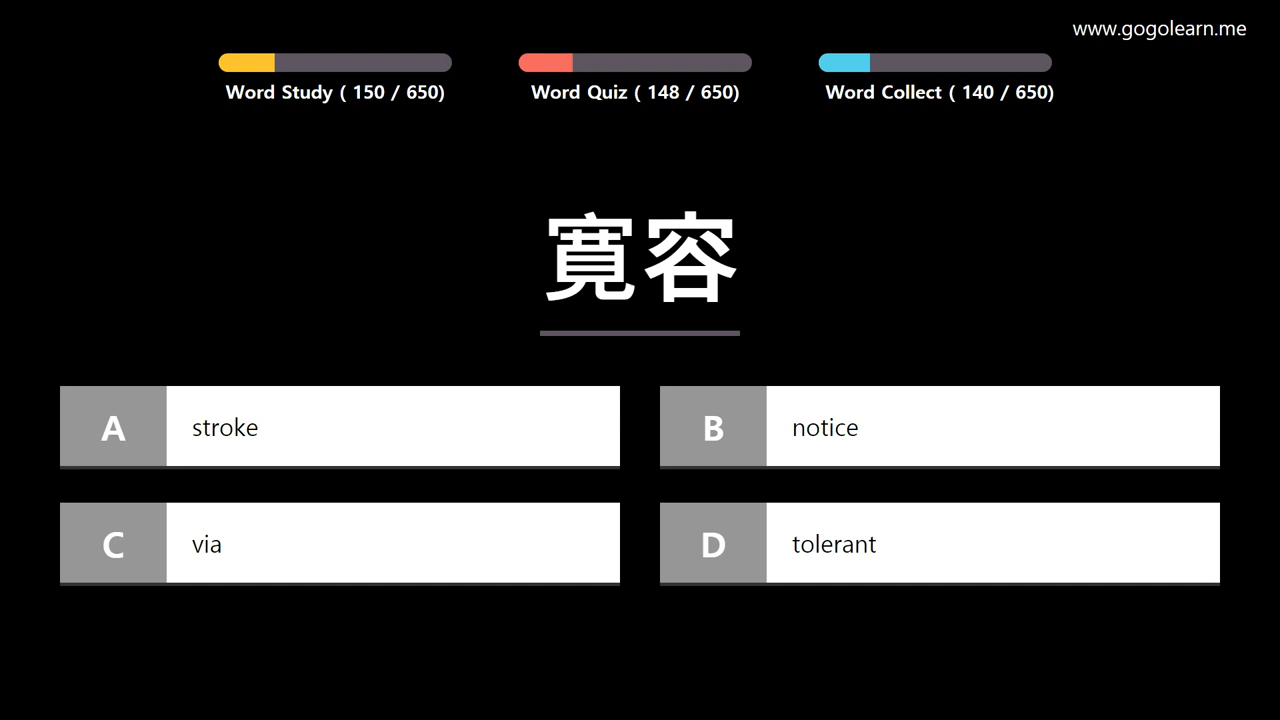 www.gogolearn.me
Word Study ( 150 / 650)
Word Quiz ( 148 / 650)
Word Collect ( 140 / 650)
寛容
A stroke
B notice
C via
D tolerant